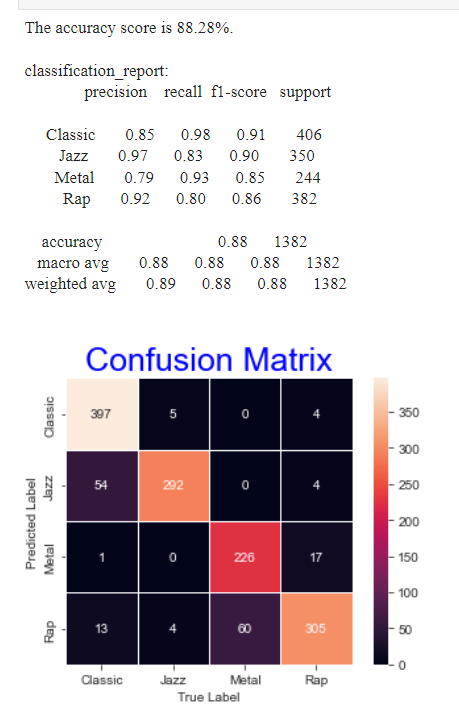 The accuracy score is 88.28%.
classification_report:
precision recall f1-score support
Classic 0.85 0.98 0.91 406
Jazz 0.97 0.83 0.90 350
Metal 0.79 0.93 0.85 244
Rap 0.92 0.80 0.86 382
accuracy 0.88 1382
macro avg 0.88 0.88 0.88 1382
weighted avg 0.89 0.88 0.88 1382
Confusion Matrix
Predicted Label
Classic 397 5 0 4
Jazz 54 292 0 4
Metal 1 0 226 17
Rap 13 4 60 305
Classic Jazz Metal Rap
True Label
350
300
250
200
150
100
50
0